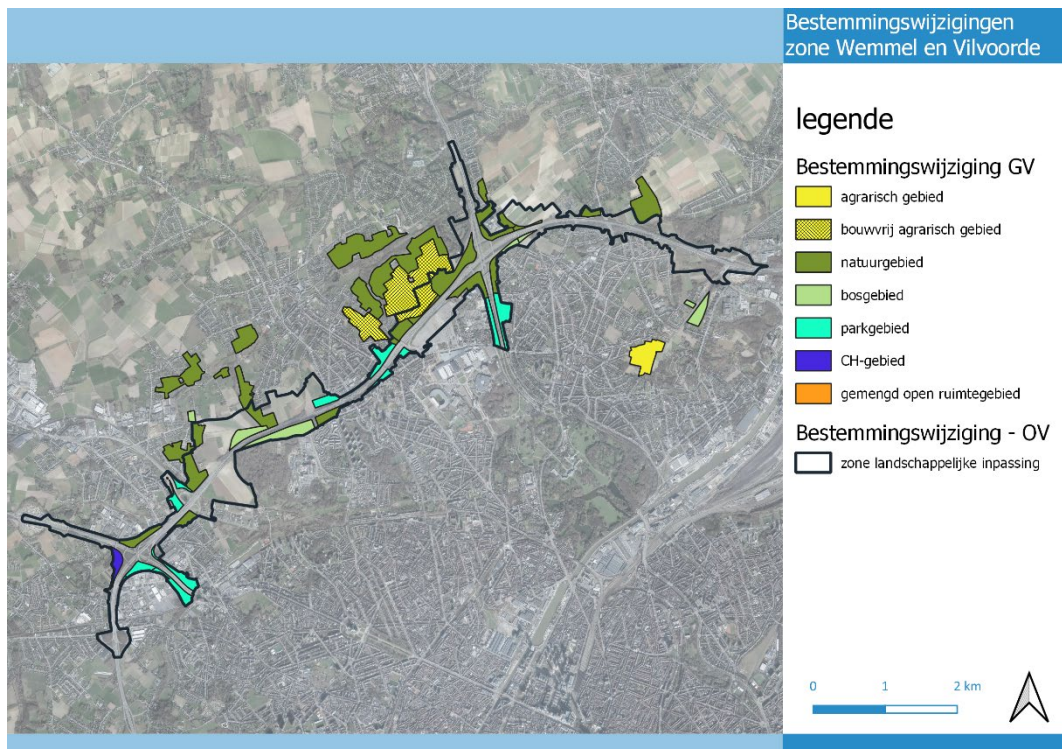 Bestemmingswijzigingen
zone Wemmel en Vilvoorde
legende
Bestemmingswijziging GV
agrarisch gebied
bouwvrij agrarisch gebied
natuurgebied
bosgebied
parkgebied
CH-gebied
gemengd open ruimtegebied
Bestemmingswijziging - OV
zone landschappelijke inpassing
0 1 2 km